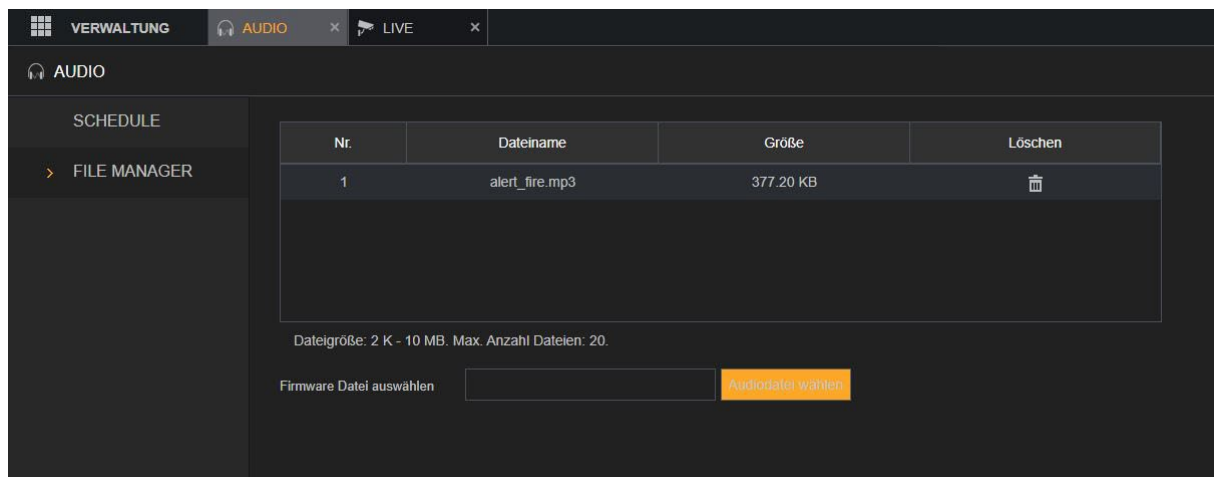 VERWALTUNG AUDIO × LIVE ×
AUDIO
SCHEDULE
FILE MANAGER
Nr. Dateiname Größe Löschen
1 alert_fire.mp3 377.20 KB
Dateigröße: 2 K - 10 MB. Max. Anzahl Dateien: 20.
Firmware Datei auswählen Audiodatei wählen